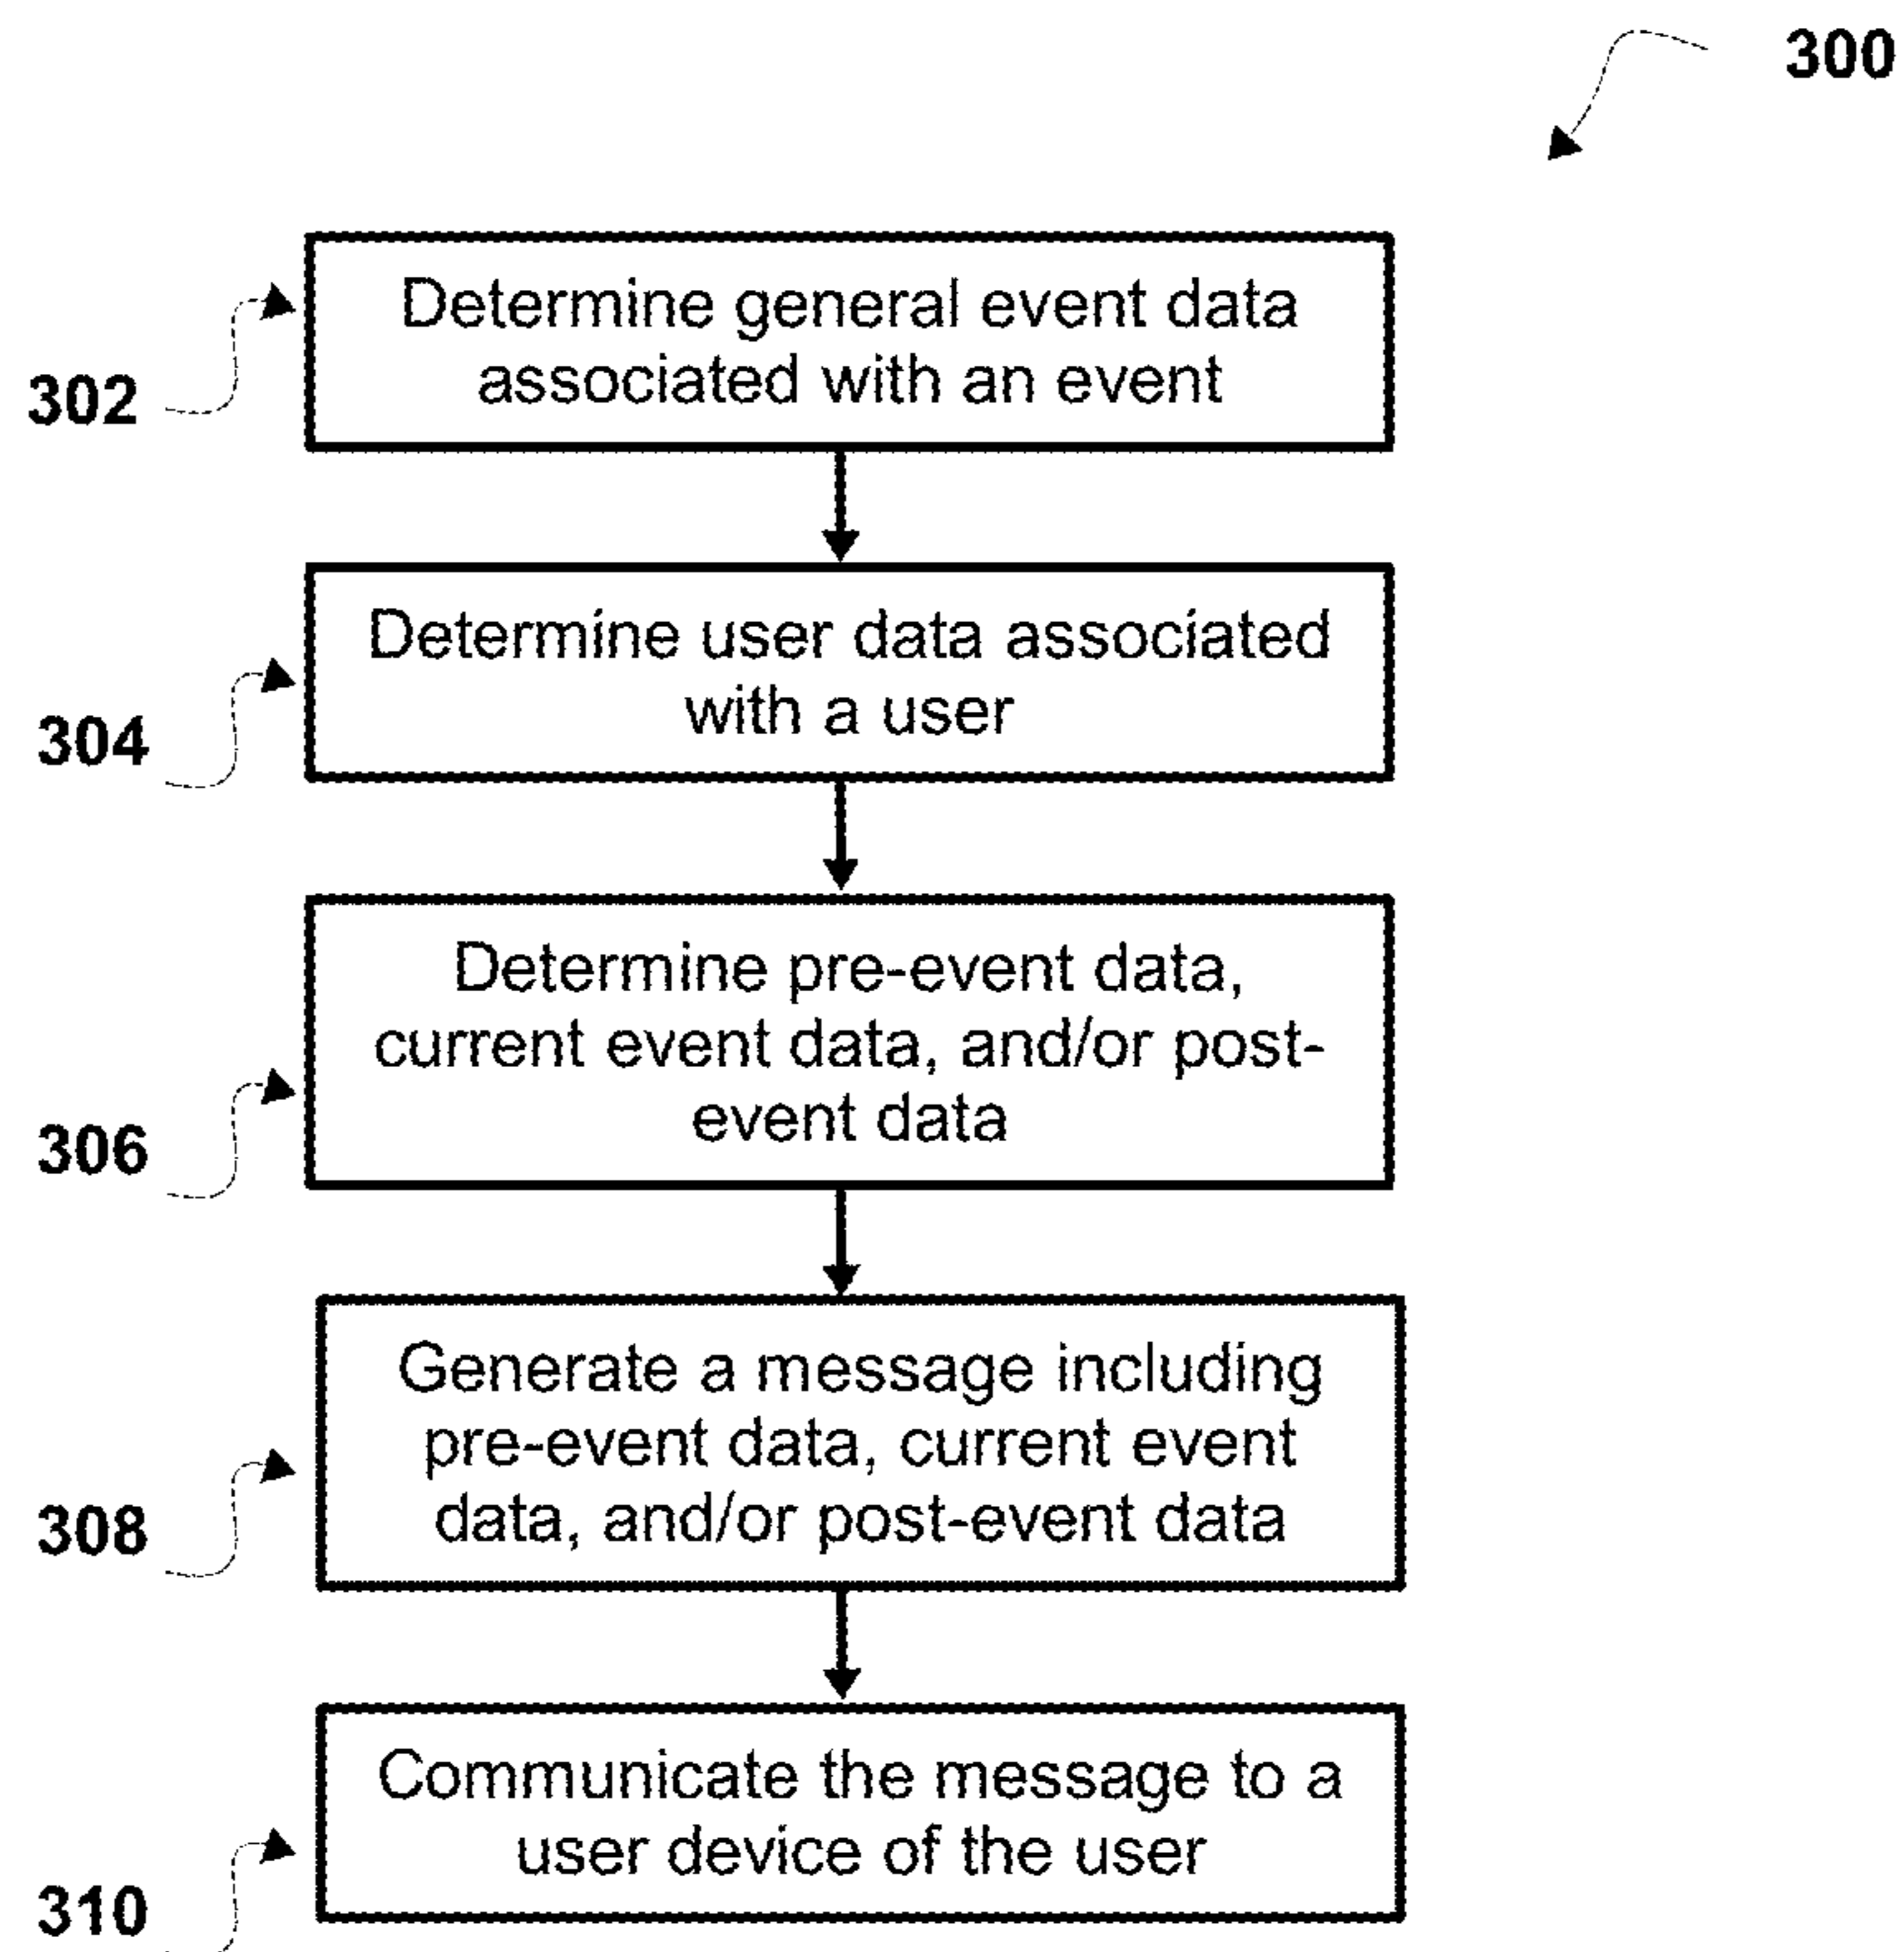 300
Determine general event data
associated with an event
302
Determine user data associated
with a user
304
Determine pre-event data,
current event data, and/or post-
event data
306
Generate a message including
pre-event data, current event
data, and/or post-event data
308
Communicate the message to a
user device of the user
310